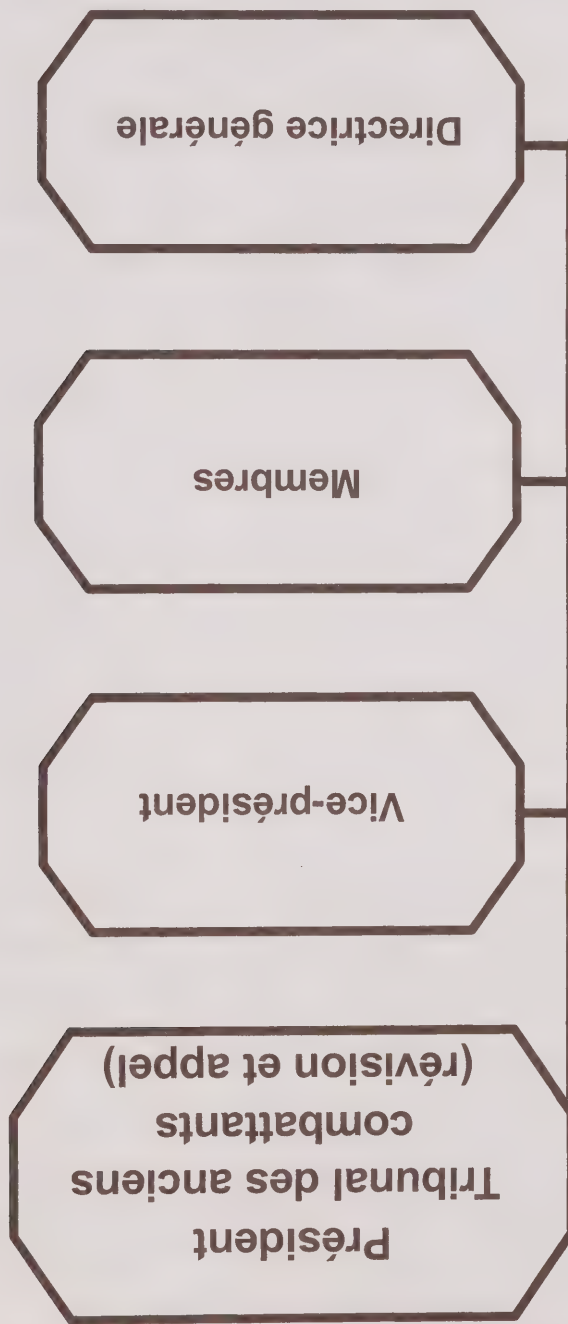 Président
Tribunal des anciens
combattants
(révision et appel)
Vice-président
Membres
Directrice générale